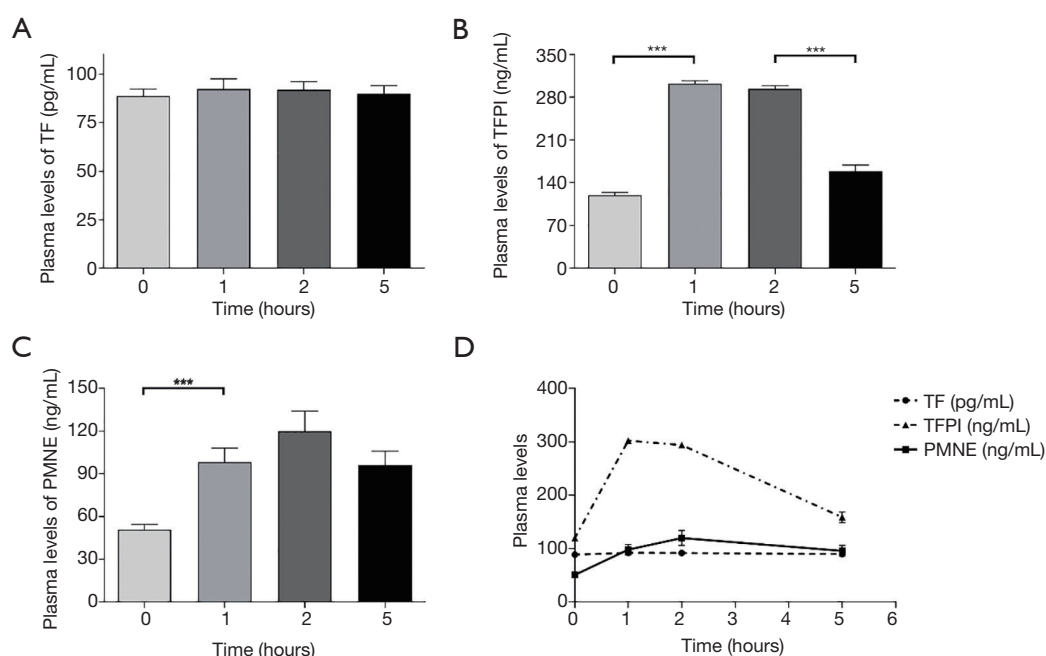 A
Plasma levels of TF (pg/mL)
100
75
50
25
0
0 1 2 5
Time (hours)
B
Plasma levels of TFPI (ng/mL)
350
280
210
140
70
0
***
***
0 1 2 5
Time (hours)
C
Plasma levels of PMNE (ng/mL)
150
120
90
60
30
0
***
0 1 2 5
Time (hours)
D
Plasma levels
400
300
200
100
0
0 1 2 3 4 5 6
Time (hours)
TF (pg/mL)
TFPI (ng/mL)
PMNE (ng/mL)